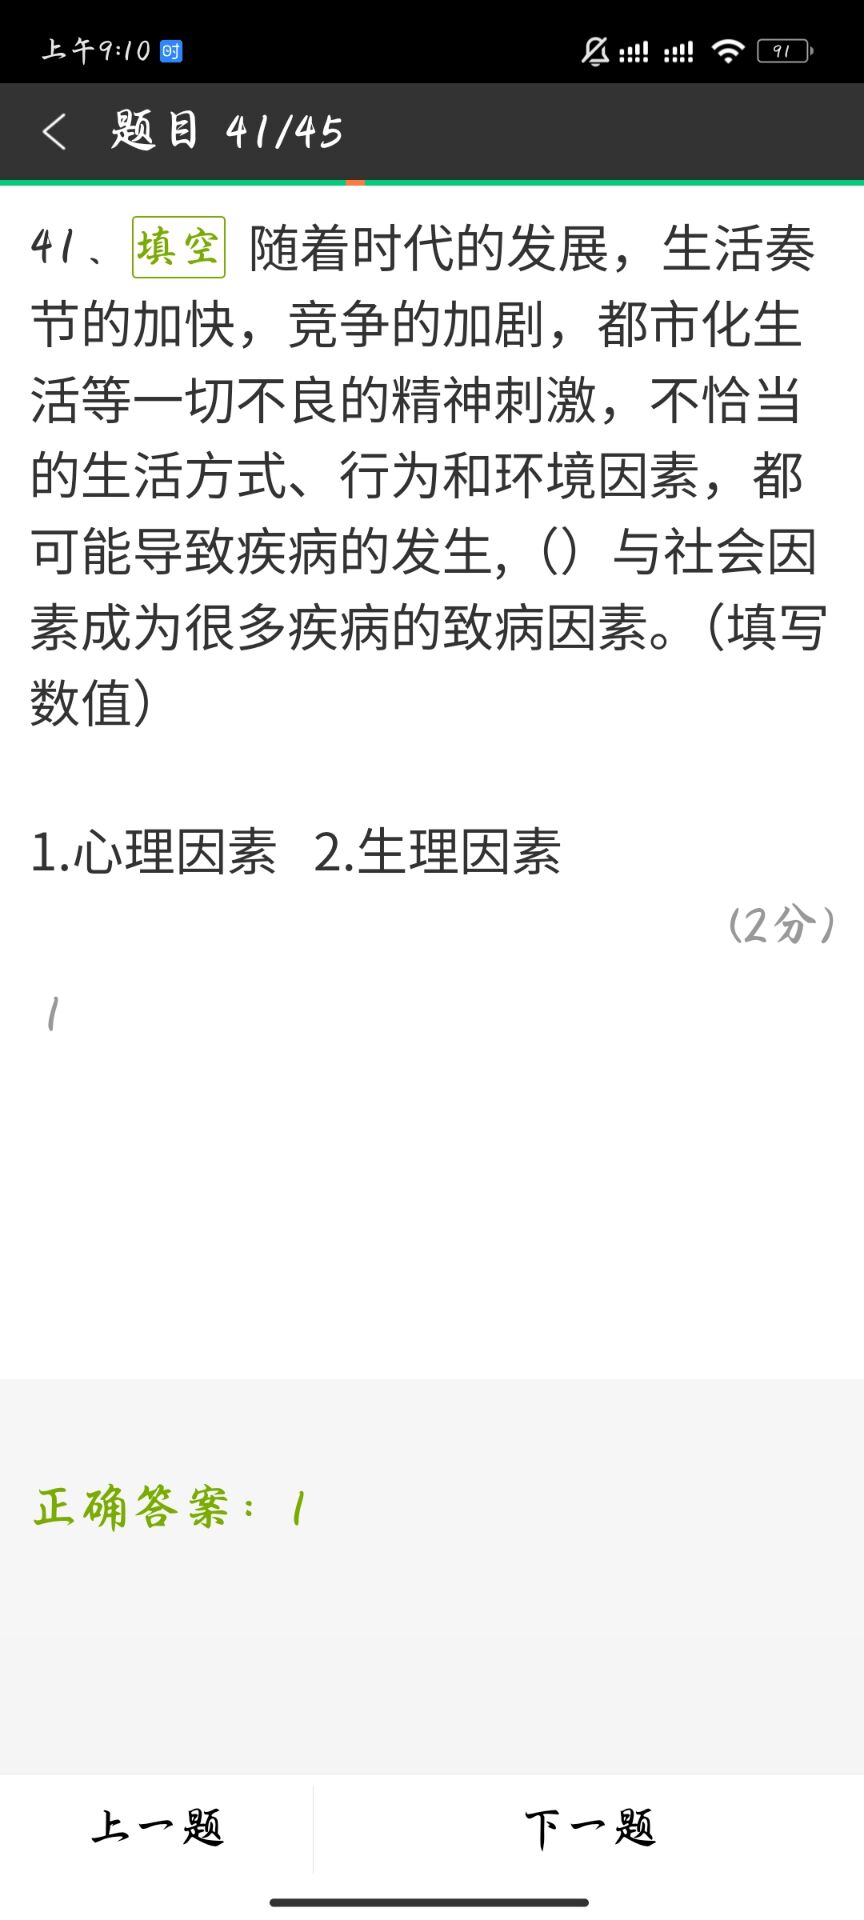 上午9:10 时 91
题目 41/45
41、填空 随着时代的发展，生活奏
节的加快，竞争的加剧，都市化生
活等一切不良的精神刺激，不恰当
的生活方式、行为和环境因素，都
可能导致疾病的发生,（）与社会因
素成为很多疾病的致病因素。（填写
数值）
1.心理因素 2.生理因素
(2分)
1
正确答案：1
上一题 下一题